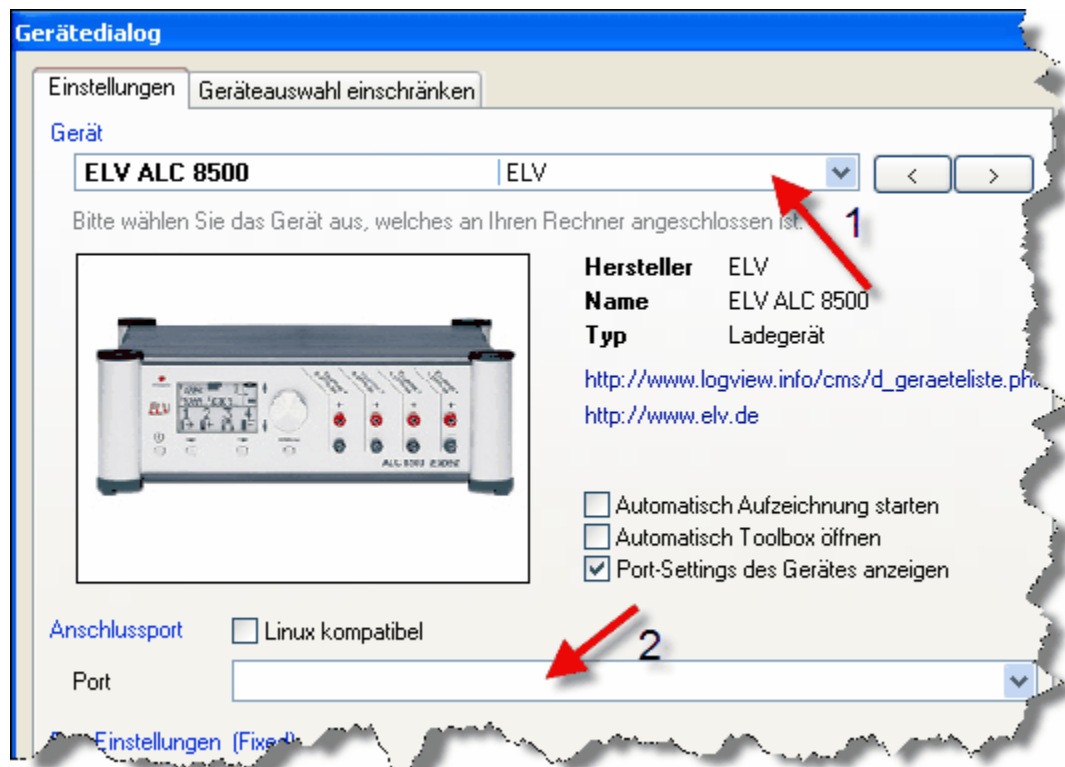 Gerätedialog
Einstellungen Geräteauswahl einschränken
Gerät
ELV ALC 8500 ELV < >
Bitte wählen Sie das Gerät aus, welches an Ihren Rechner angeschlossen ist.
1
Hersteller ELV
Name ELV ALC 8500
Typ Ladegerät
http://www.logview.info/cms/d_geraeteliste.ph
http://www.elv.de
ELV
Automatisch Aufzeichnung starten
Automatisch Toolbox öffnen
Port-Settings des Gerätes anzeigen
Anschlussport Linux kompatibel
2
Port
Einstellungen (Fixed)